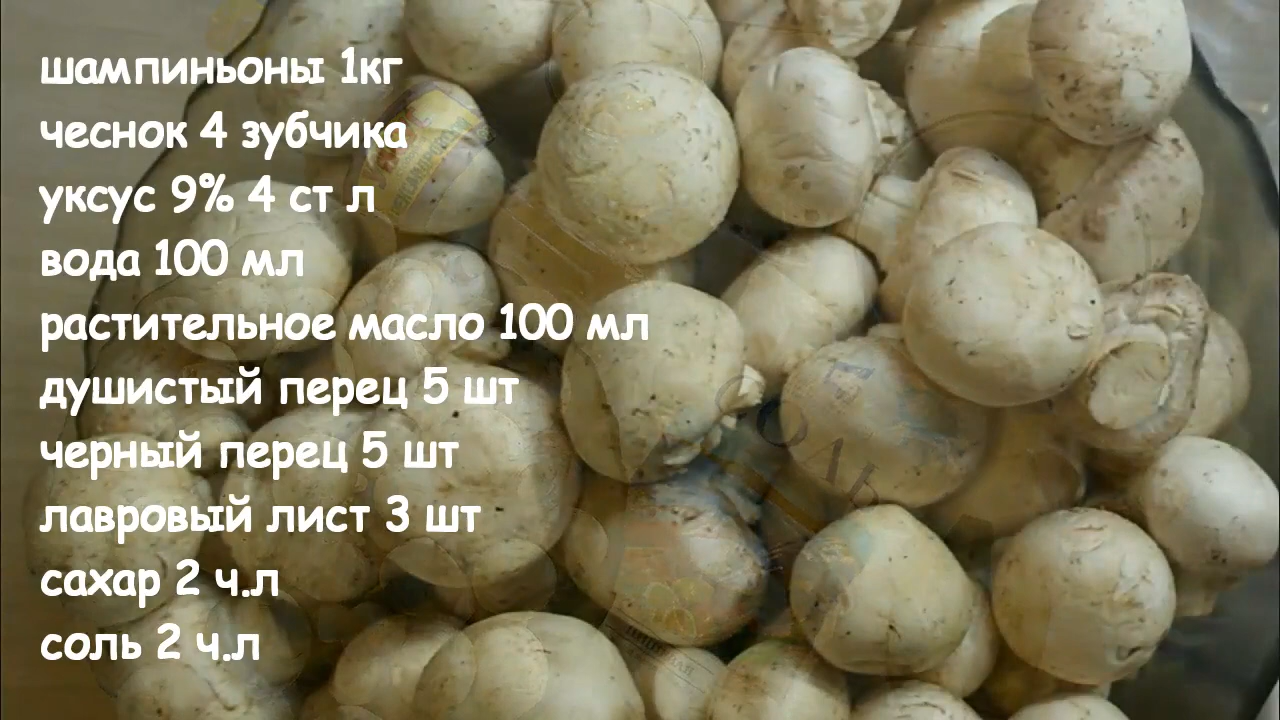 шампиньоны 1кг
чеснок 4 зубчика
уксус 9% 4 ст л
вода 100 мл
растительное масло 100 мл
душистый перец 5 шт
черный перец 5 шт
лавровый лист 3 шт
сахар 2 ч.л
соль 2 ч.л
СОЛЬ